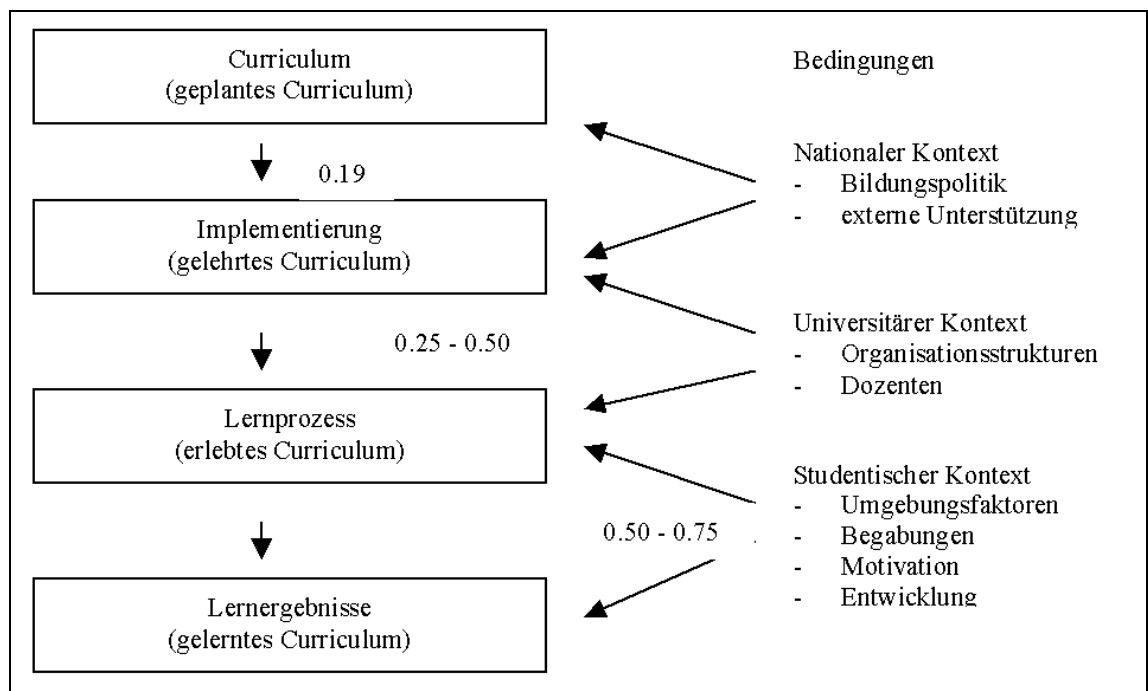 Curriculum
(geplantes Curriculum)
Bedingungen
0.19
Nationaler Kontext
- Bildungspolitik
- externe Unterstützung
Implementierung
(gelehrtes Curriculum)
0.25 - 0.50
Universitärer Kontext
- Organisationsstrukturen
- Dozenten
Lernprozess
(erlebtes Curriculum)
Studentischer Kontext
- Umgebungsfaktoren
- Begabungen
- Motivation
- Entwicklung
0.50 - 0.75
Lernergebnisse
(gelerntes Curriculum)